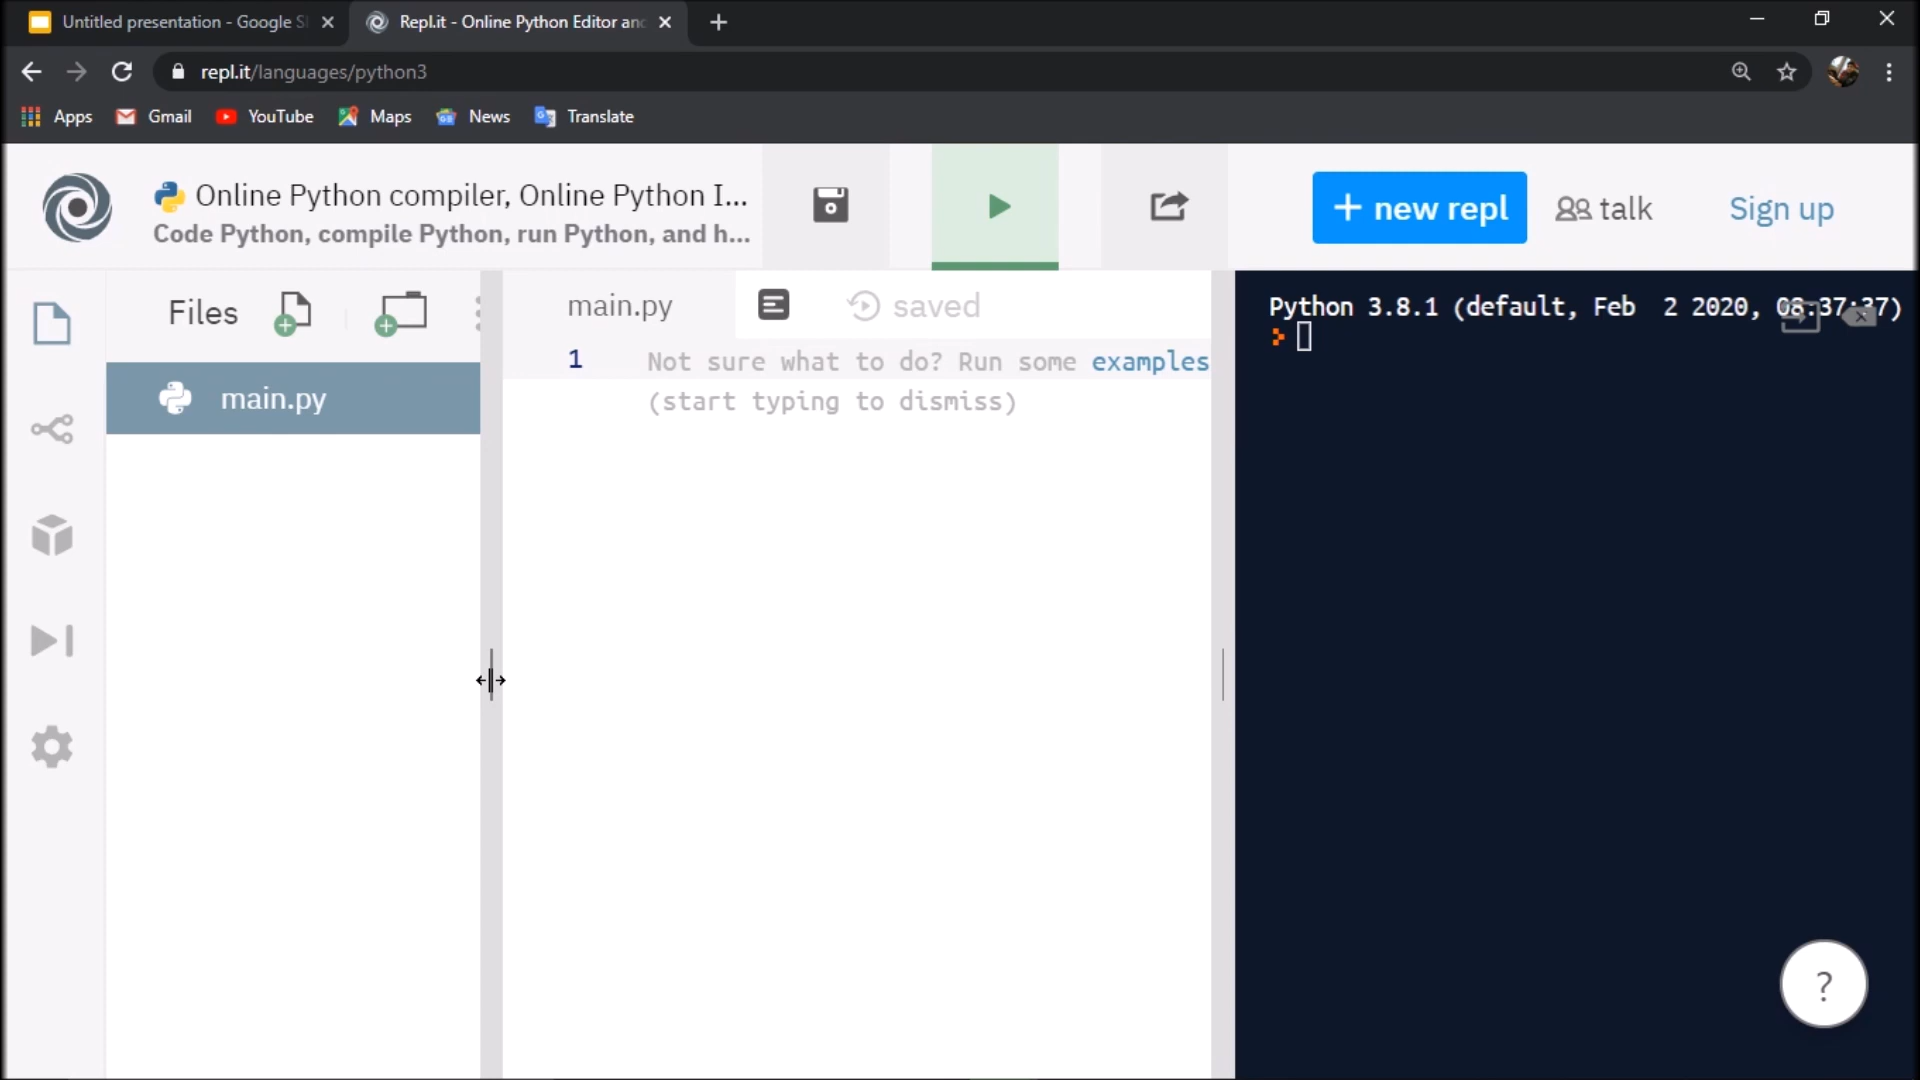 Untitled presentation - Google Sl
Repl.it - Online Python Editor and
repl.it/languages/python3
Apps
Gmail
YouTube
Maps
News
Translate
Online Python compiler, Online Python I...
Code Python, compile Python, run Python, and h...
+ new repl
talk
Sign up
Files
main.py
main.py
saved
1
Not sure what to do? Run some examples
(start typing to dismiss)
Python 3.8.1 (default, Feb  2 2020, 08:37:37)
?